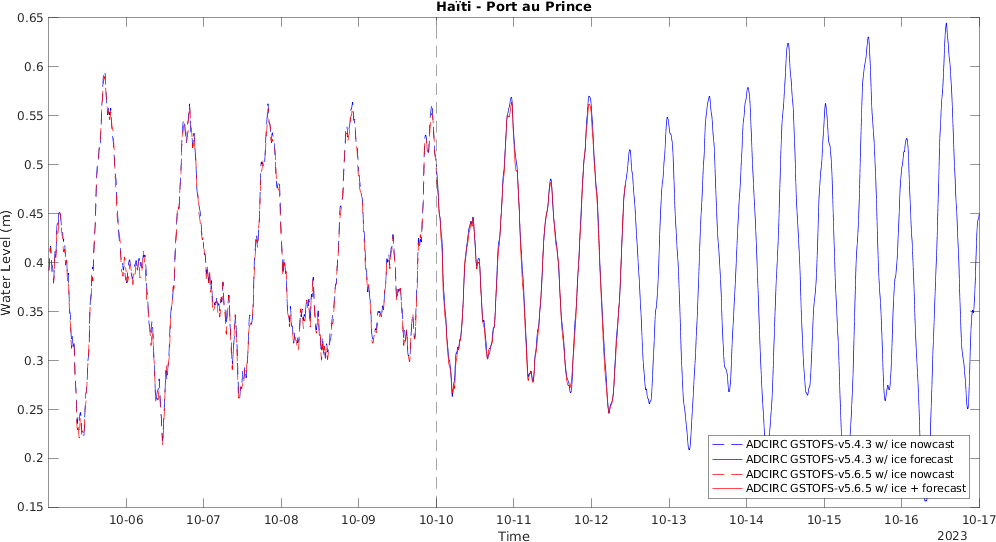 Haïti - Port au Prince
0.65
0.6
0.55
0.5
0.45
0.4
0.35
0.3
0.25
0.2
0.15
Water Level (m)
ADCIRC GSTOFS-v5.4.3 w/ ice nowcast
ADCIRC GSTOFS-v5.4.3 w/ ice forecast
ADCIRC GSTOFS-v5.6.5 w/ ice nowcast
ADCIRC GSTOFS-v5.6.5 w/ ice + forecast
10-06 10-07 10-08 10-09 10-10 10-11 10-12 10-13 10-14 10-15 10-16 10-17
Time
2023